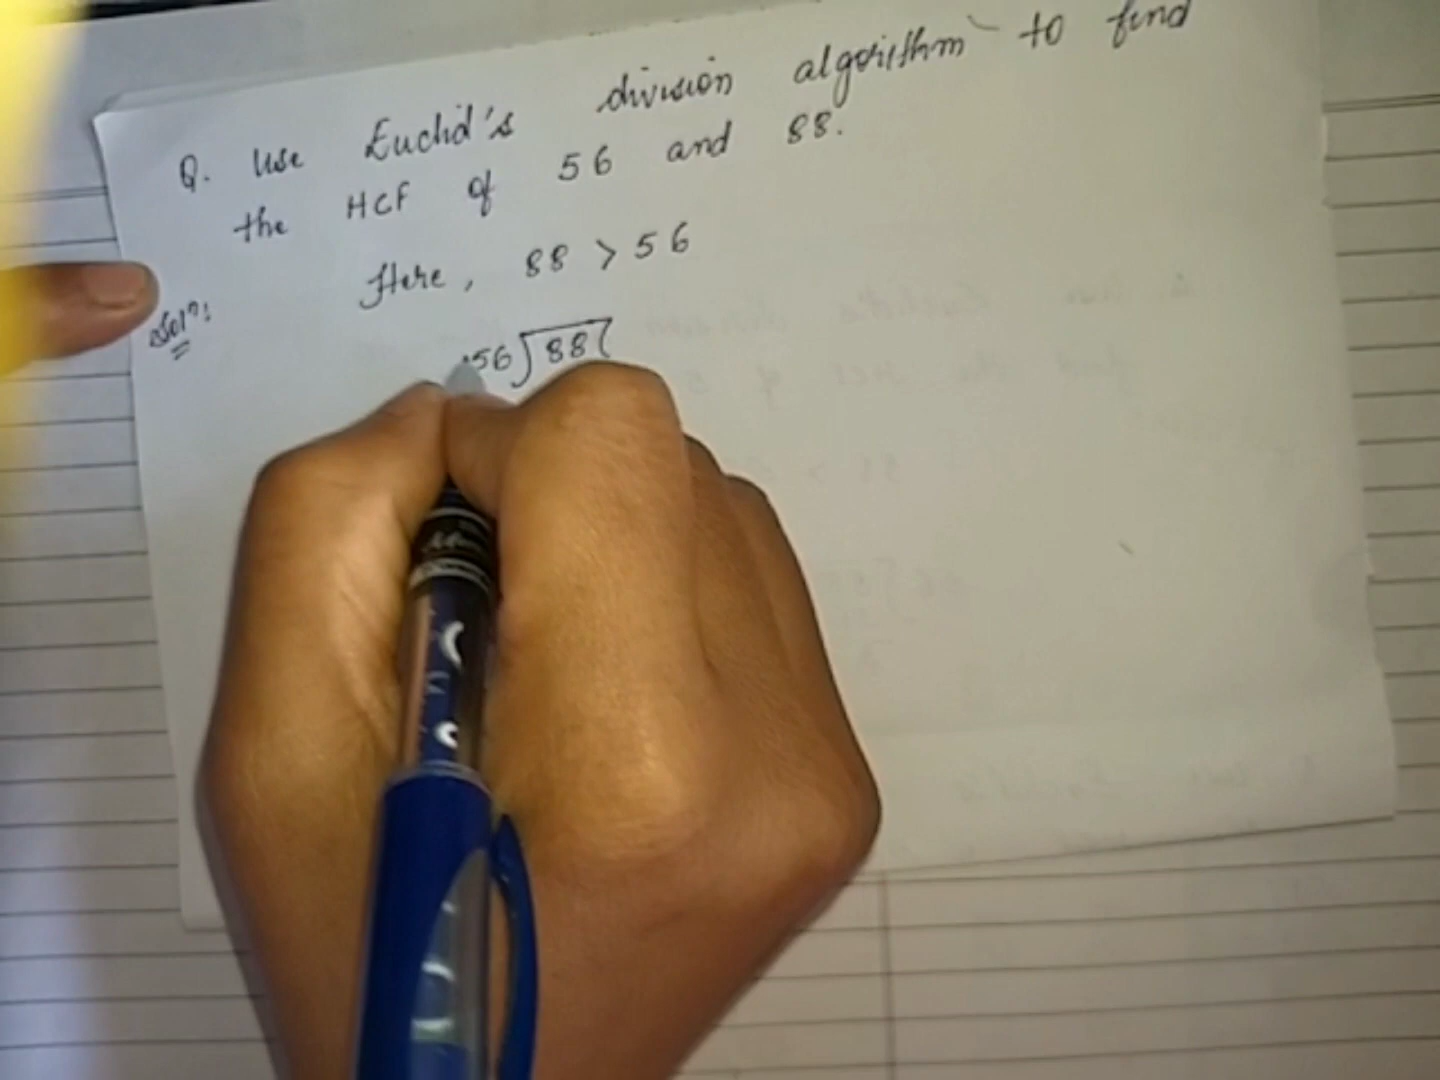 Q. Use Euclid's division algorithm to find
the HCF of 56 and 88.
Solⁿ: Here, 88 > 56
56)88(